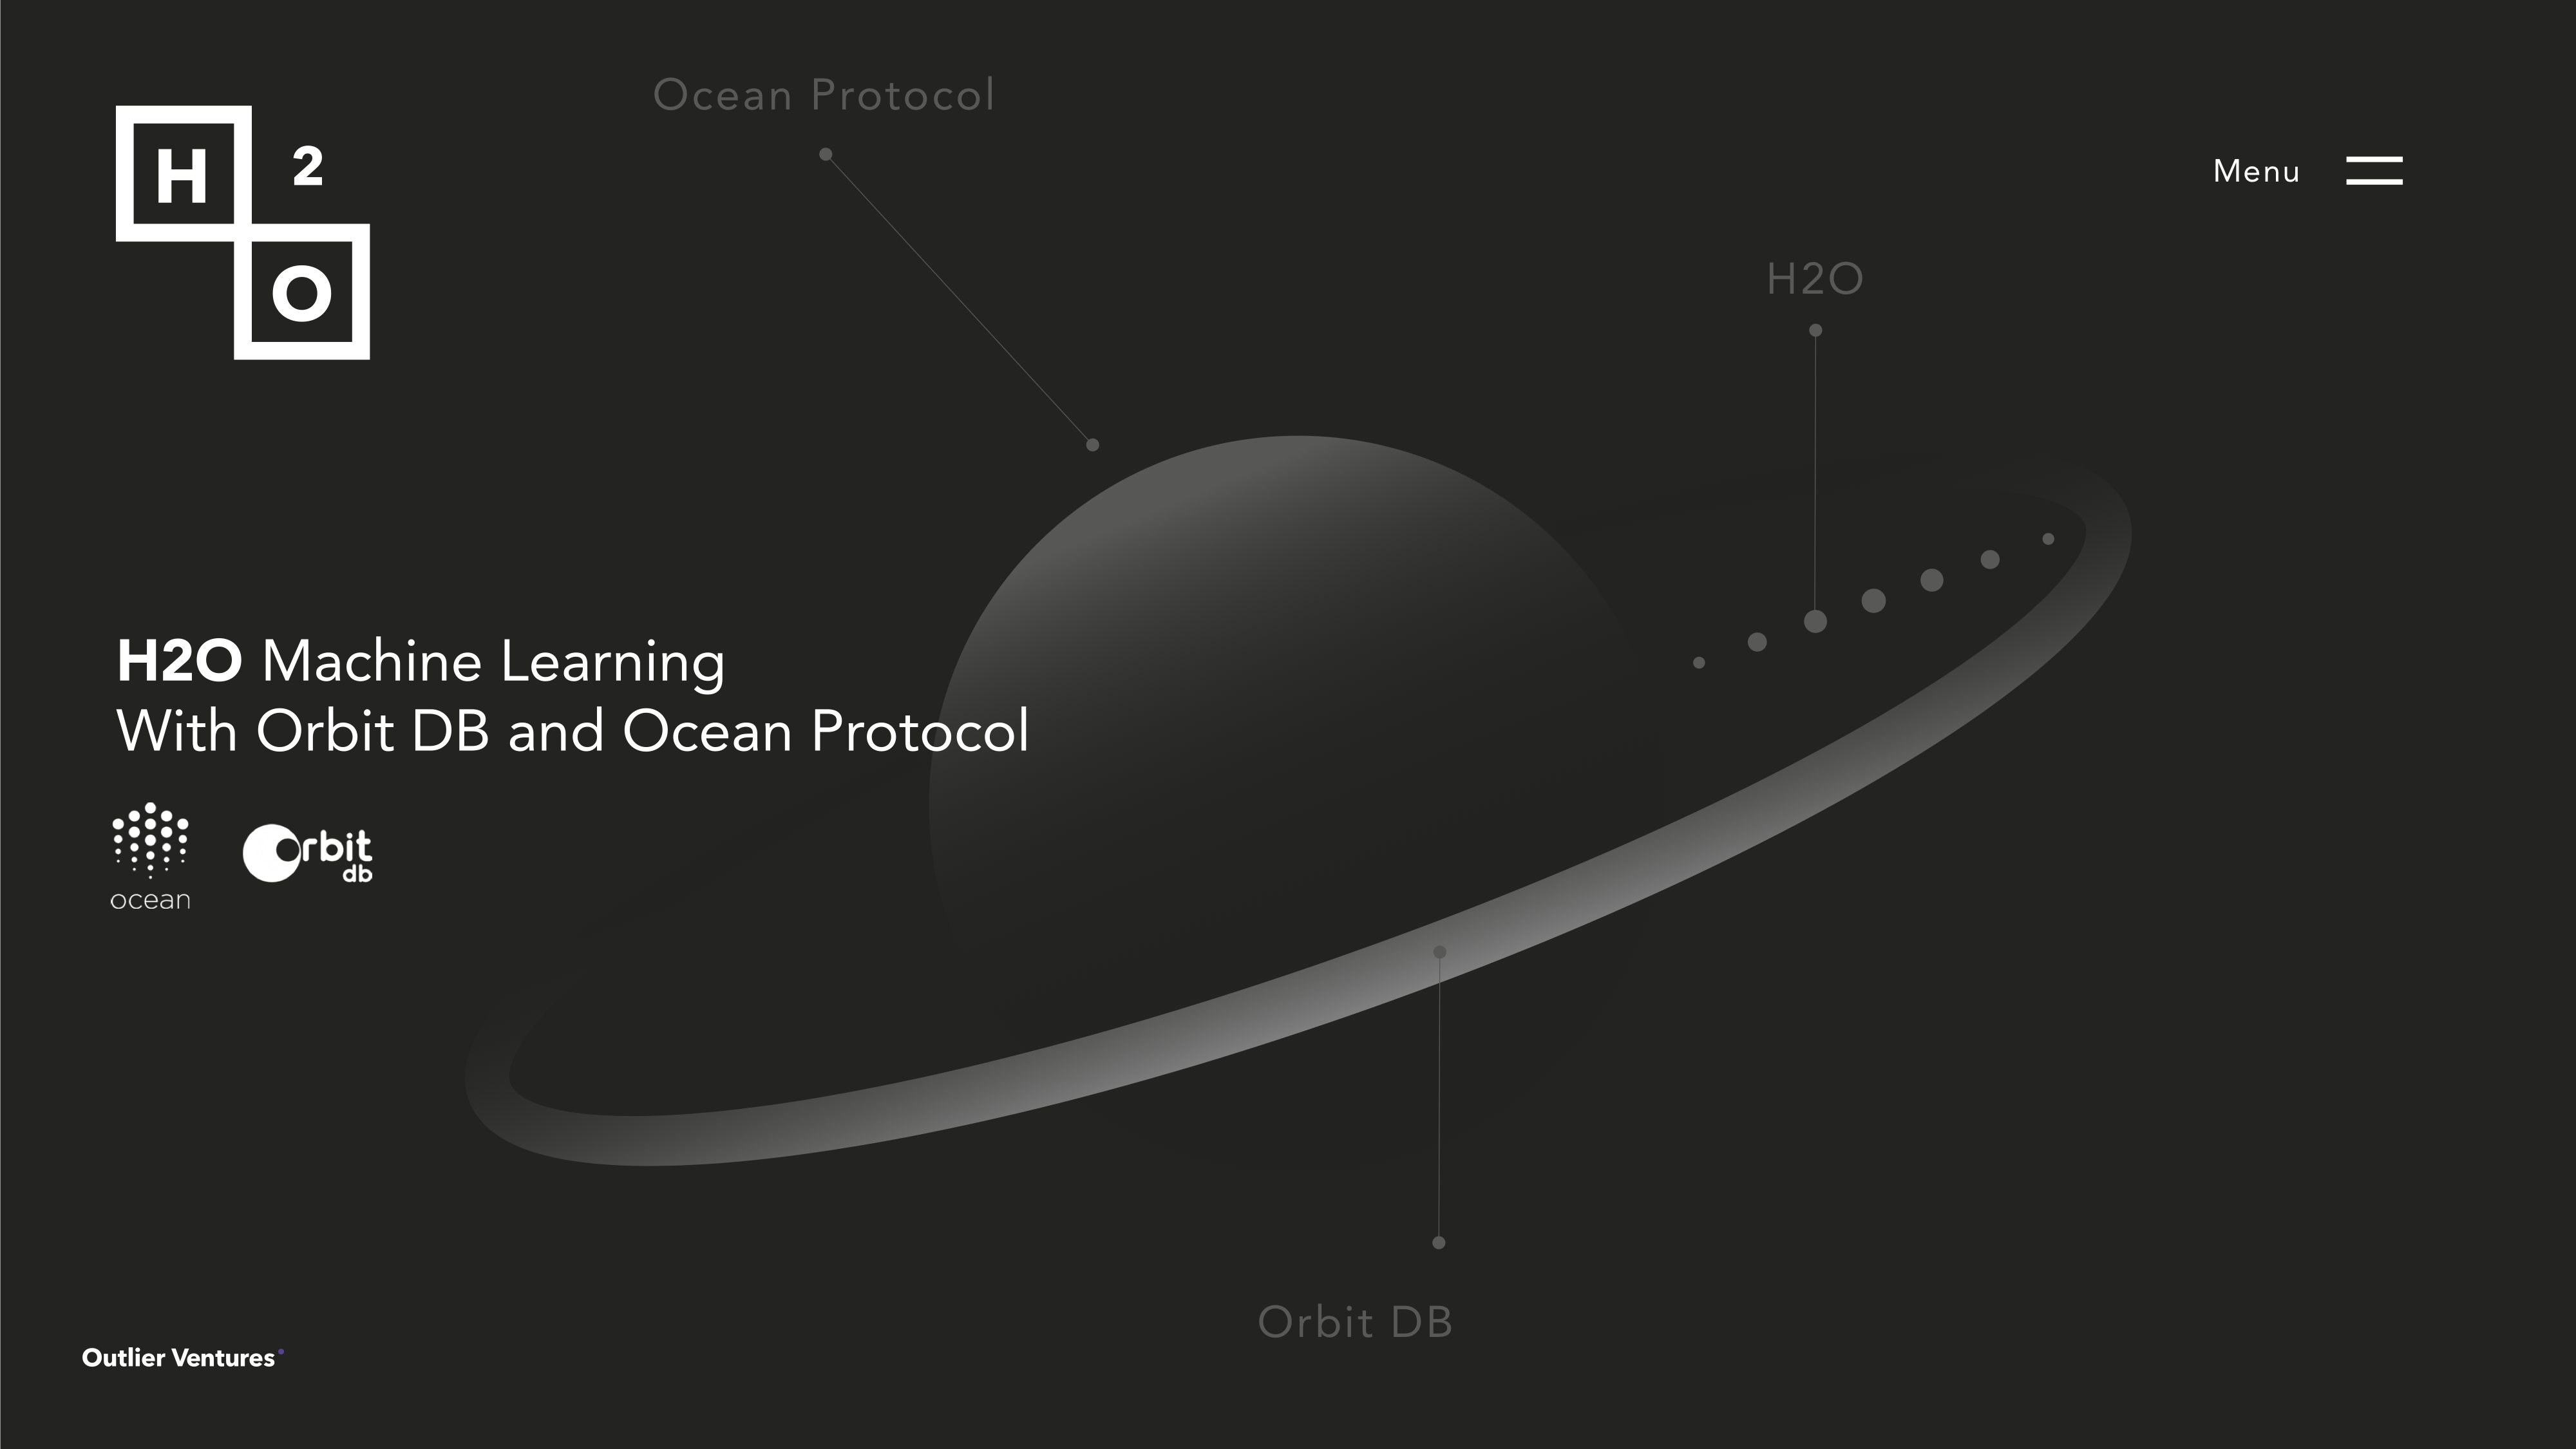 Ocean Protocol
H 2
O
Menu
H2O
H2O Machine Learning
With Orbit DB and Ocean Protocol
ocean
Orbit
db
Orbit DB
Outlier Ventures